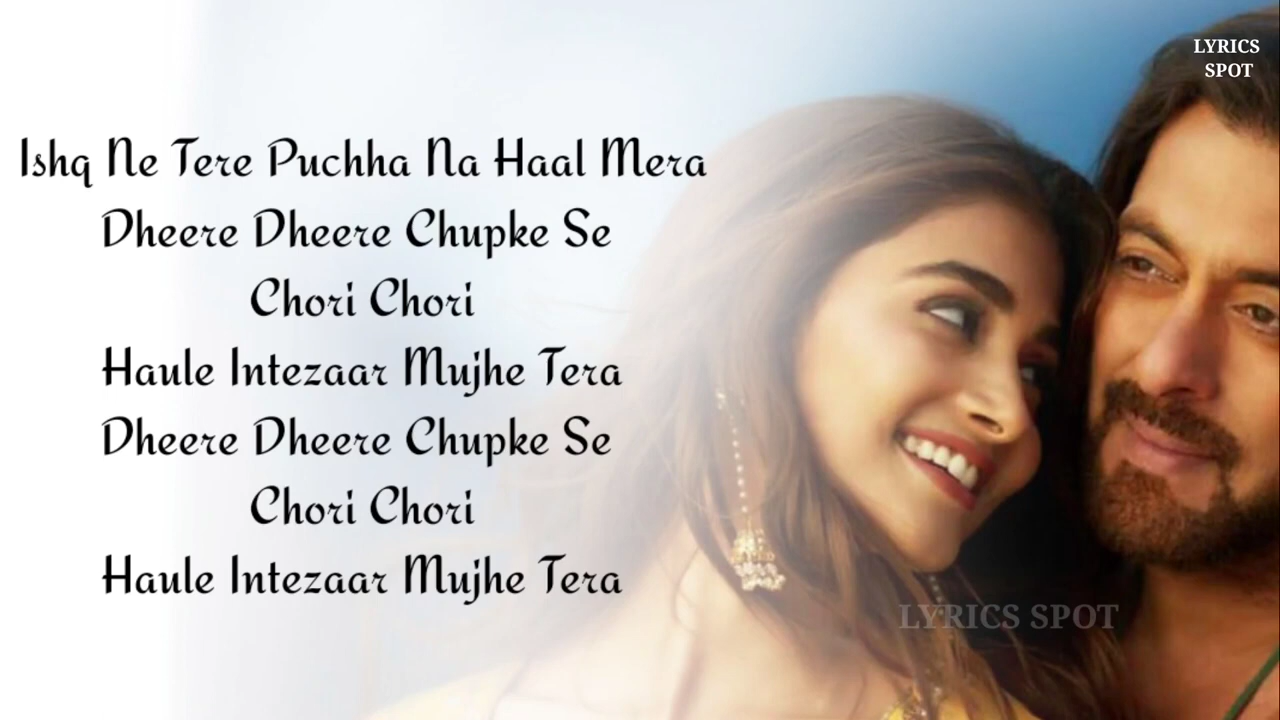 LYRICS
SPOT
Ishq Ne Tere Puchha Na Haal Mera
Dheere Dheere Chupke Se
Chori Chori
Haule Intezaar Mujhe Tera
Dheere Dheere Chupke Se
Chori Chori
Haule Intezaar Mujhe Tera
LYRICS SPOT